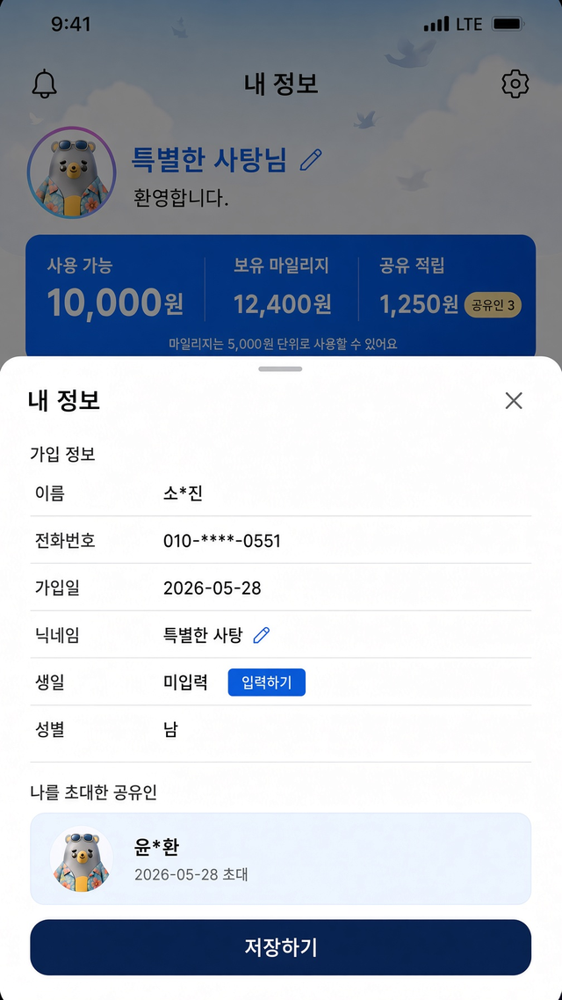 9:41
LTE
내 정보
특별한 사탕님
환영합니다.
사용 가능
10,000원
보유 마일리지
12,400원
공유 적립
1,250원
공유인 3
마일리지는 5,000원 단위로 사용할 수 있어요
내 정보
가입 정보
이름 소*진
전화번호 010-****-0551
가입일 2026-05-28
닉네임 특별한 사탕
생일 미입력 입력하기
성별 남
나를 초대한 공유인
윤*환
2026-05-28 초대
저장하기